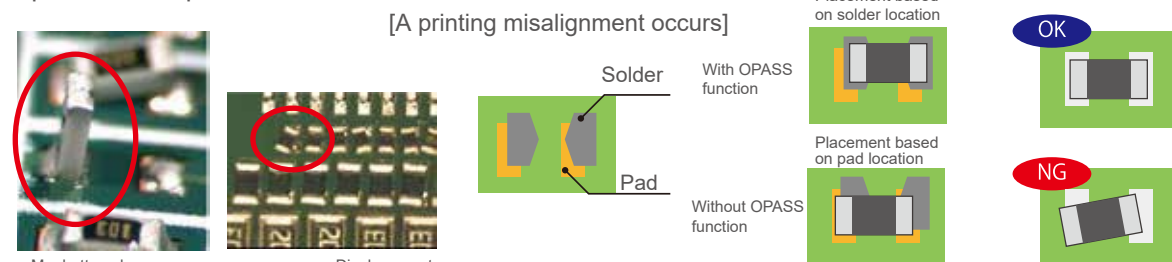 [A printing misalignment occurs]
Placement based
on solder location
OK
Solder
With OPASS
function
Placement based
on pad location
Pad
NG
Without OPASS
function
103